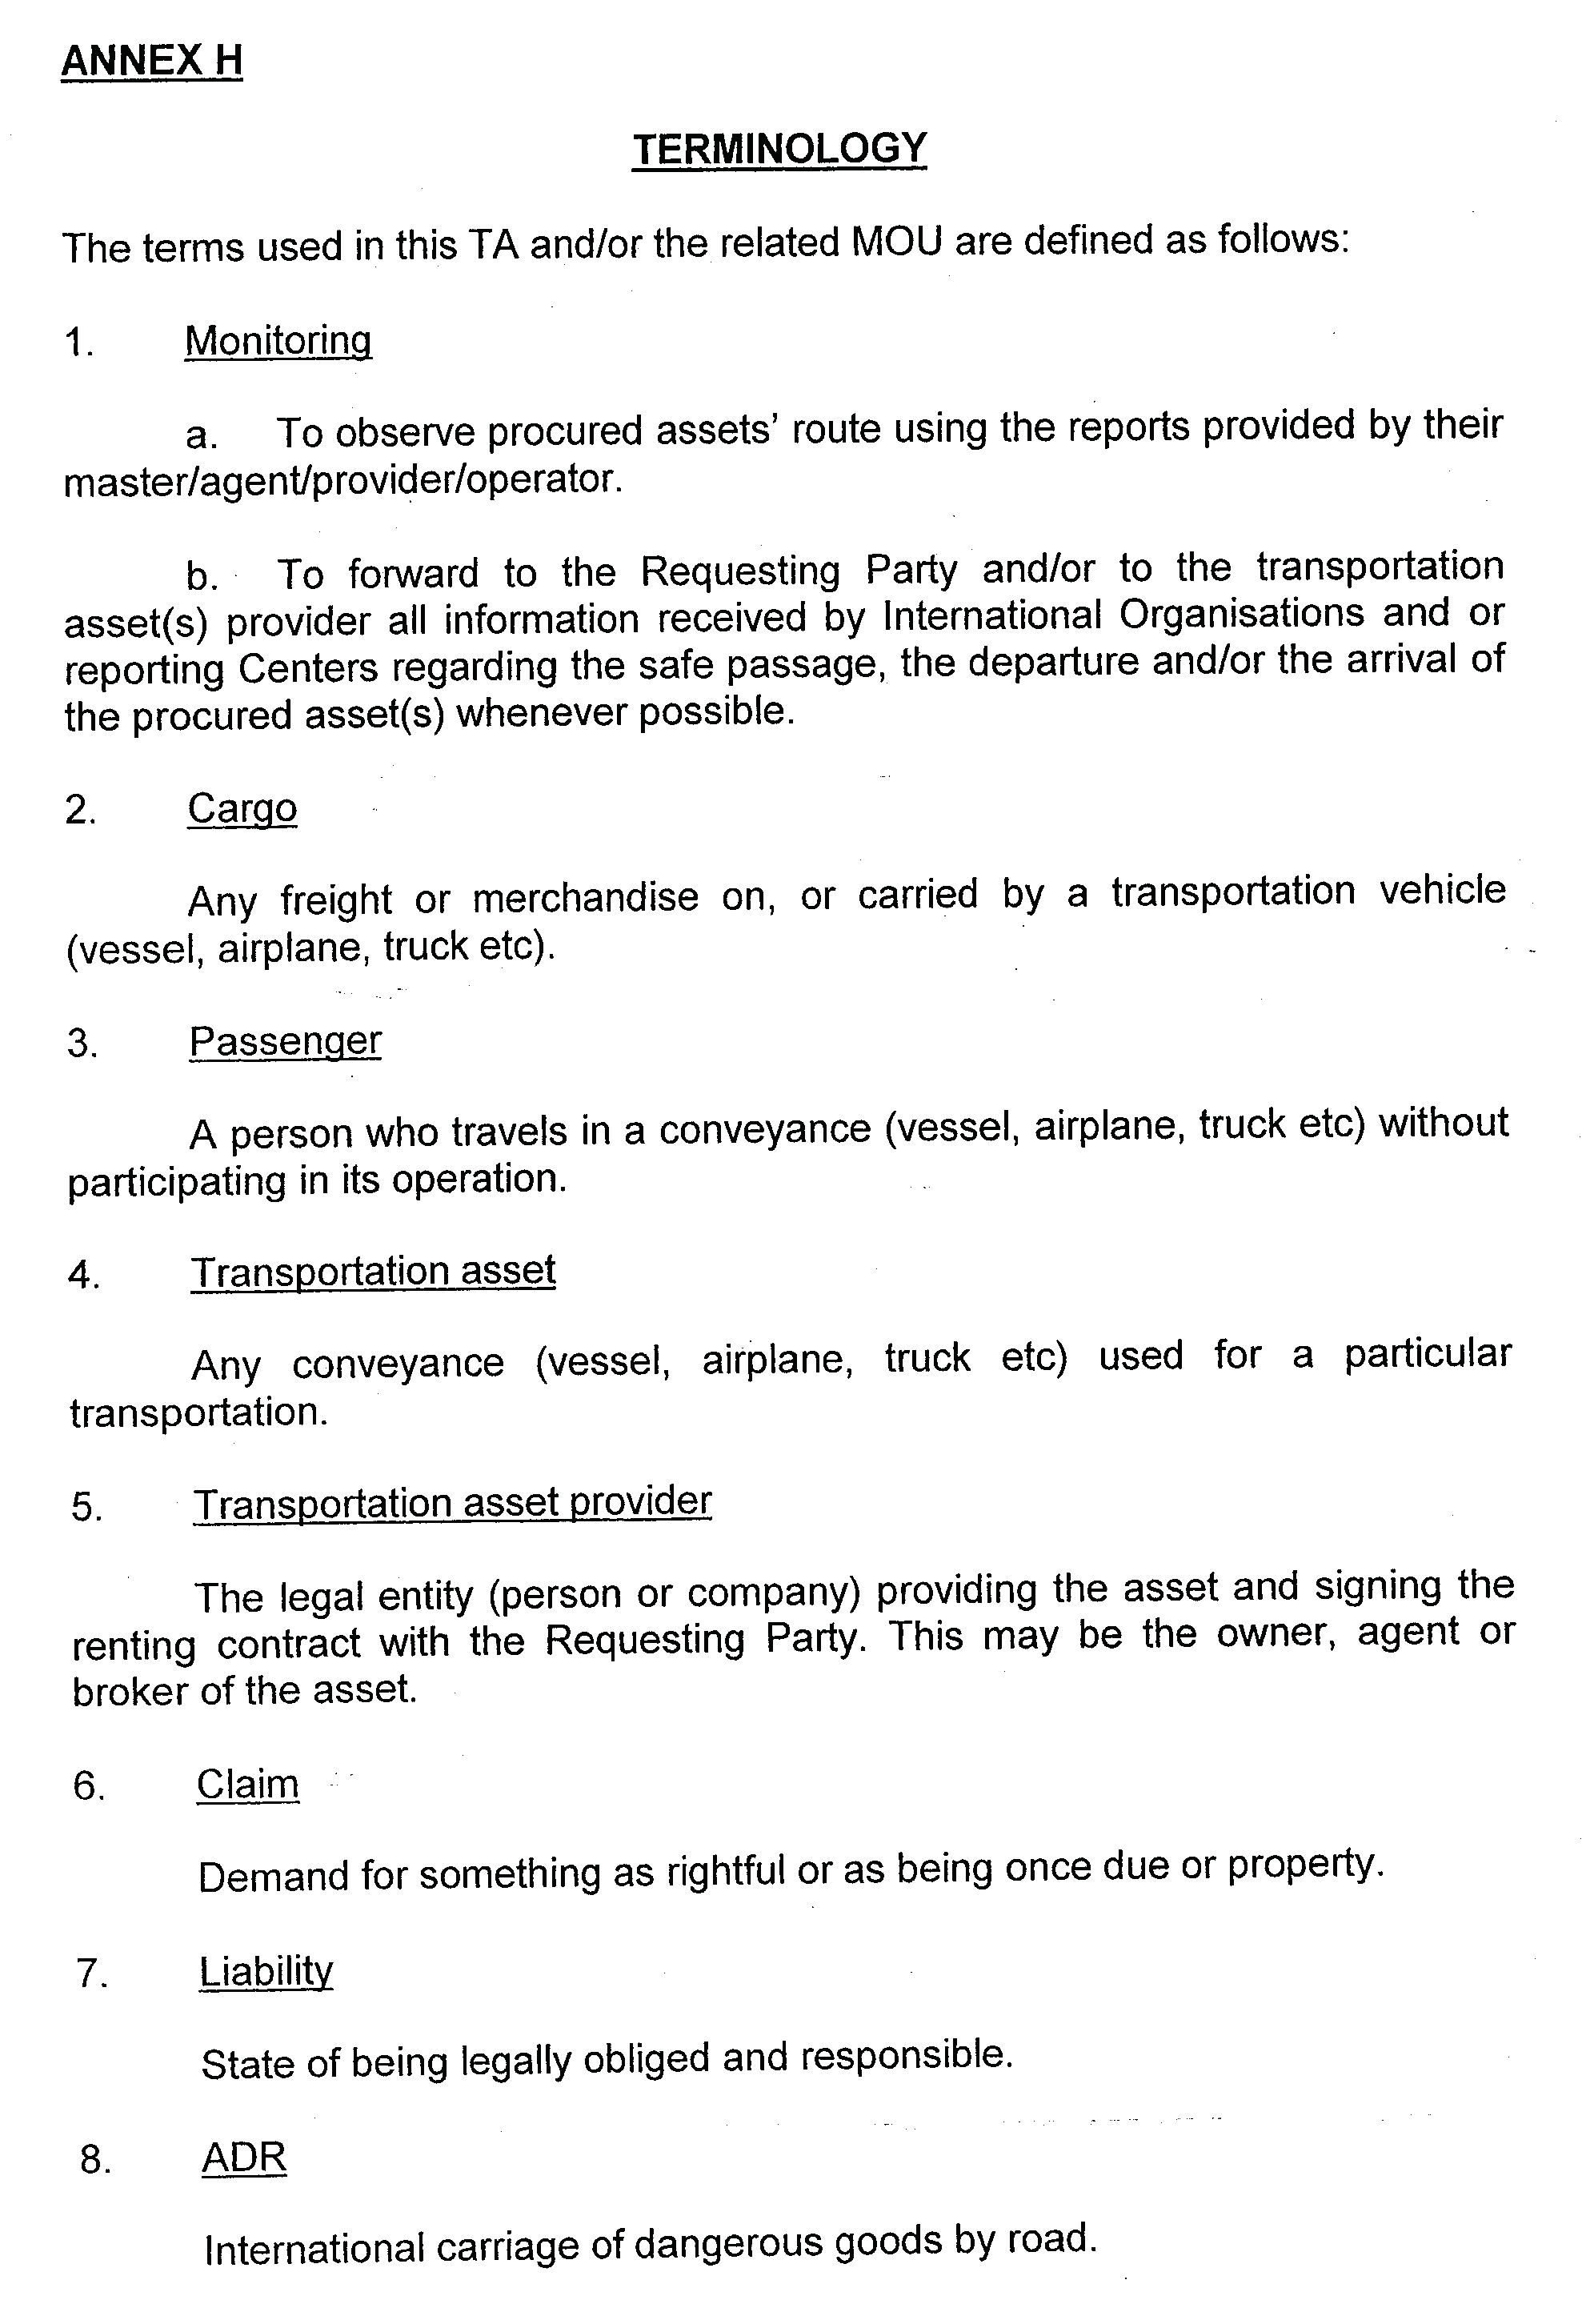 ANNEX H
TERMINOLOGY
The terms used in this TA and/or the related MOU are defined as follows:
1. Monitoring
a. To observe procured assets' route using the reports provided by their
master/agent/provider/operator.
b. To forward to the Requesting Party and/or to the transportation
asset(s) provider all information received by International Organisations and or
reporting Centers regarding the safe passage, the departure and/or the arrival of
the procured asset(s) whenever possible.
2. Cargo
Any freight or merchandise on, or carried by a transportation vehicle
(vessel, airplane, truck etc).
3. Passenger
A person who travels in a conveyance (vessel, airplane, truck etc) without
participating in its operation.
4. Transportation asset
Any conveyance (vessel, airplane, truck etc) used for a particular
transportation.
5. Transportation asset provider
The legal entity (person or company) providing the asset and signing the
renting contract with the Requesting Party. This may be the owner, agent or
broker of the asset.
6. Claim
Demand for something as rightful or as being once due or property.
7. Liability
State of being legally obliged and responsible.
8. ADR
International carriage of dangerous goods by road.